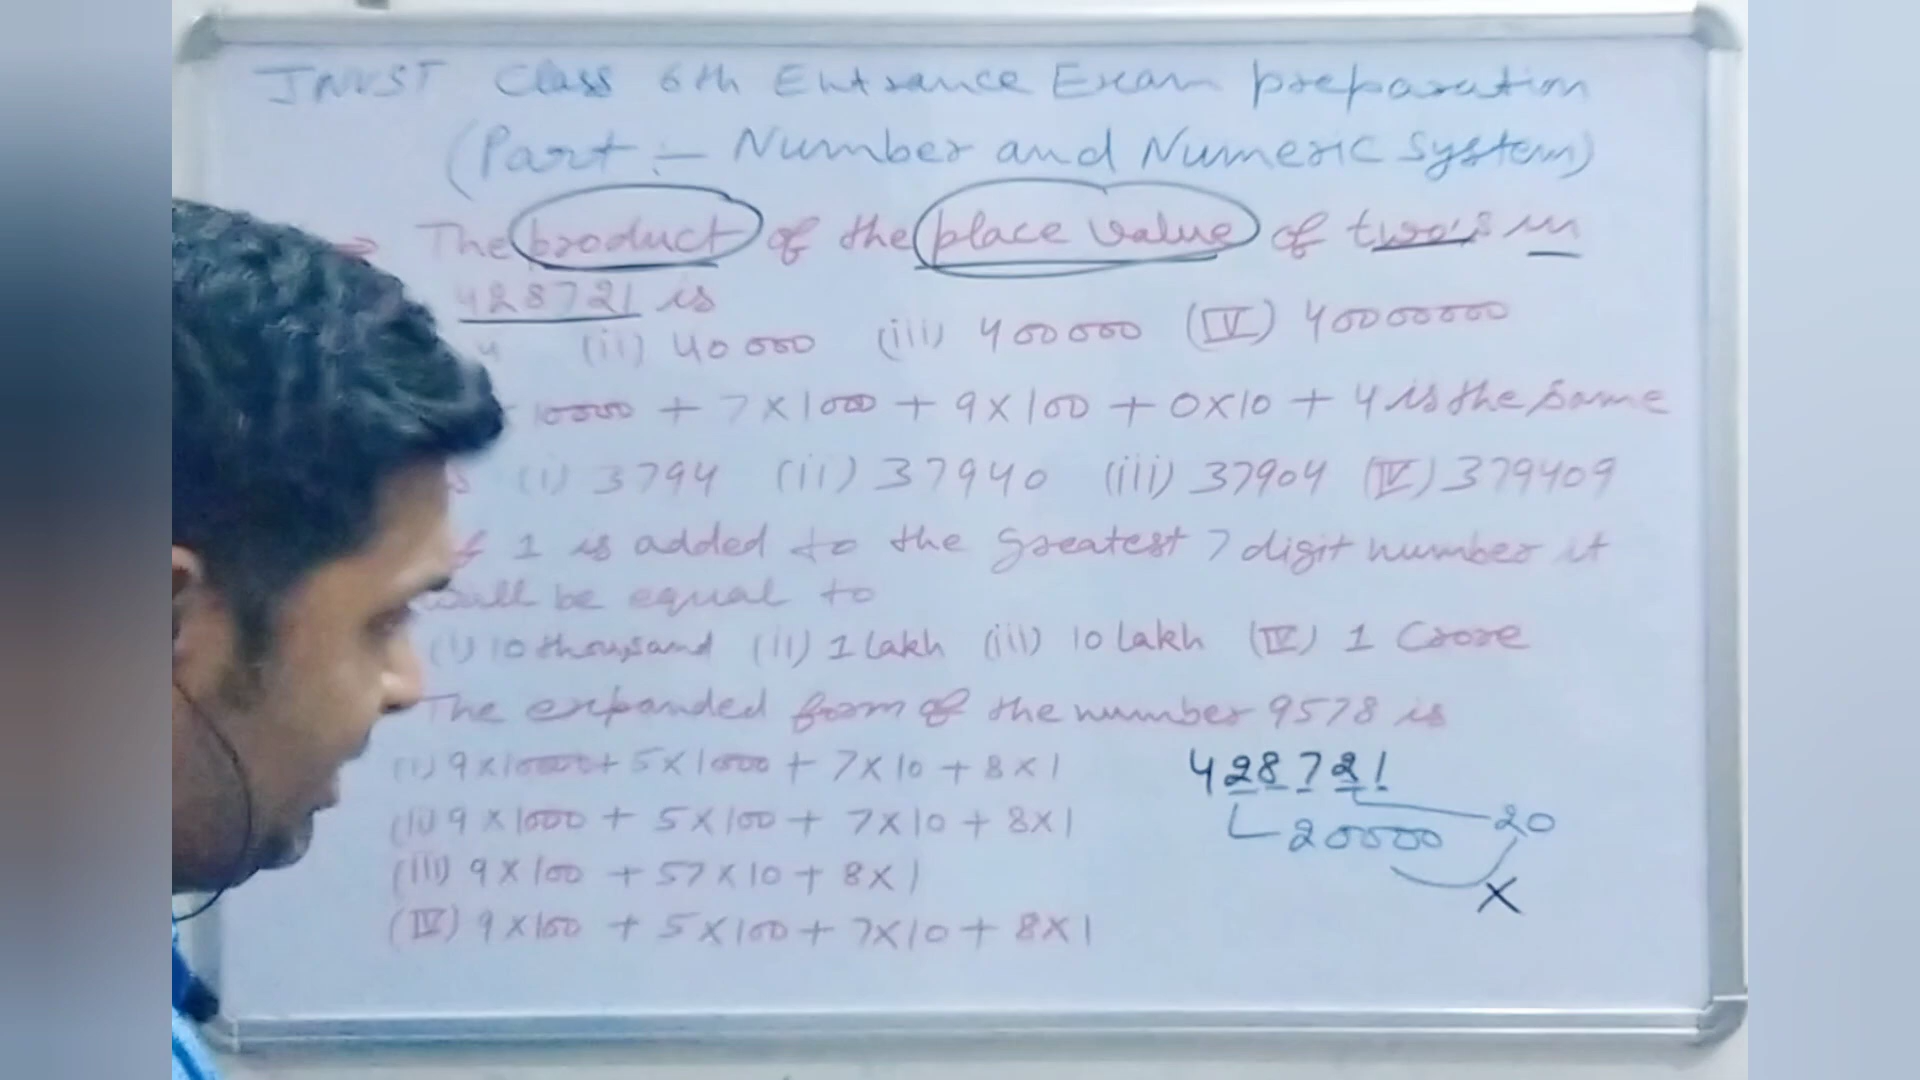 JNVST Class 6th Entrance Exam preparation
(Part :- Number and Numeric System)
⇒ The product of the place value of two's in
428721 is
4 (ii) 40000 (iii) 400000 (IV) 40000000
10000 + 7×1000 + 9×100 + 0×10 + 4 is the same
s (i) 3794 (ii) 37940 (iii) 37904 (IV) 379409
f 1 is added to the greatest 7 digit number it
will be equal to
(i) 10 thousand (ii) 1 Lakh (iii) 10 Lakh (IV) 1 Crore
The expanded form of the number 9578 is
(i) 9×10000 + 5×1000 + 7×10 + 8×1
(ii) 9×1000 + 5×100 + 7×10 + 8×1
(iii) 9×100 + 57×10 + 8×1
(IV) 9×100 + 5×100 + 7×10 + 8×1
428721
20
20000
×